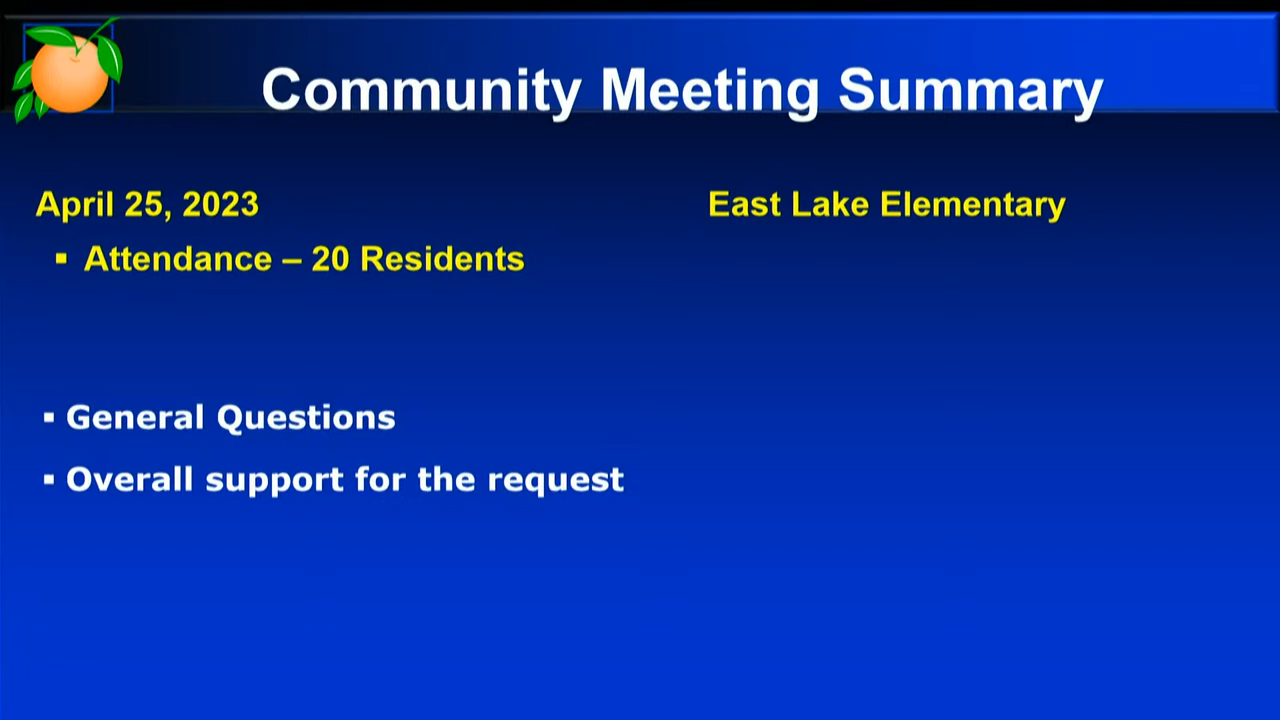 Community Meeting Summary
April 25, 2023 East Lake Elementary
▪ Attendance – 20 Residents
▪ General Questions
▪ Overall support for the request